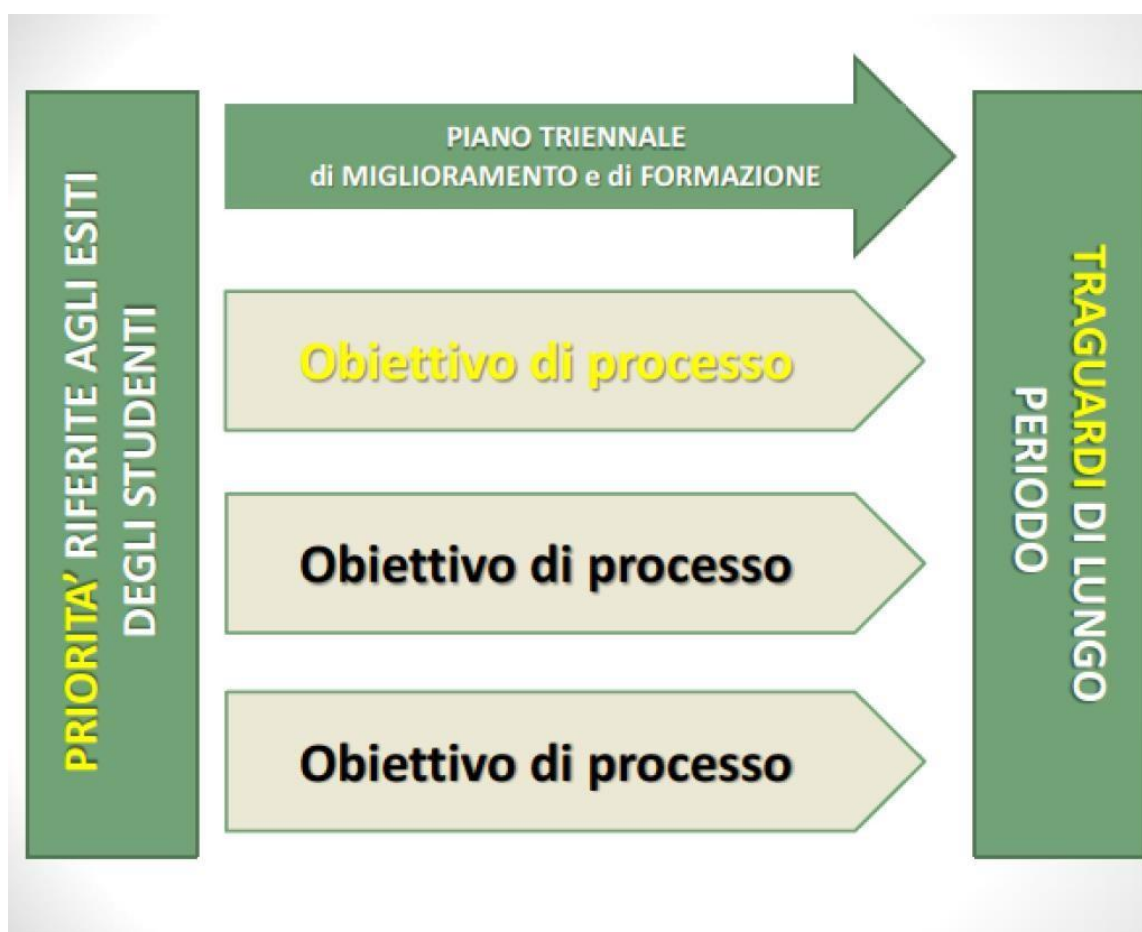 PRIORITA’ RIFERITE AGLI ESITI
DEGLI STUDENTI
PIANO TRIENNALE
di MIGLIORAMENTO e di FORMAZIONE
Obiettivo di processo
Obiettivo di processo
Obiettivo di processo
TRAGUARDI DI LUNGO
PERIODO